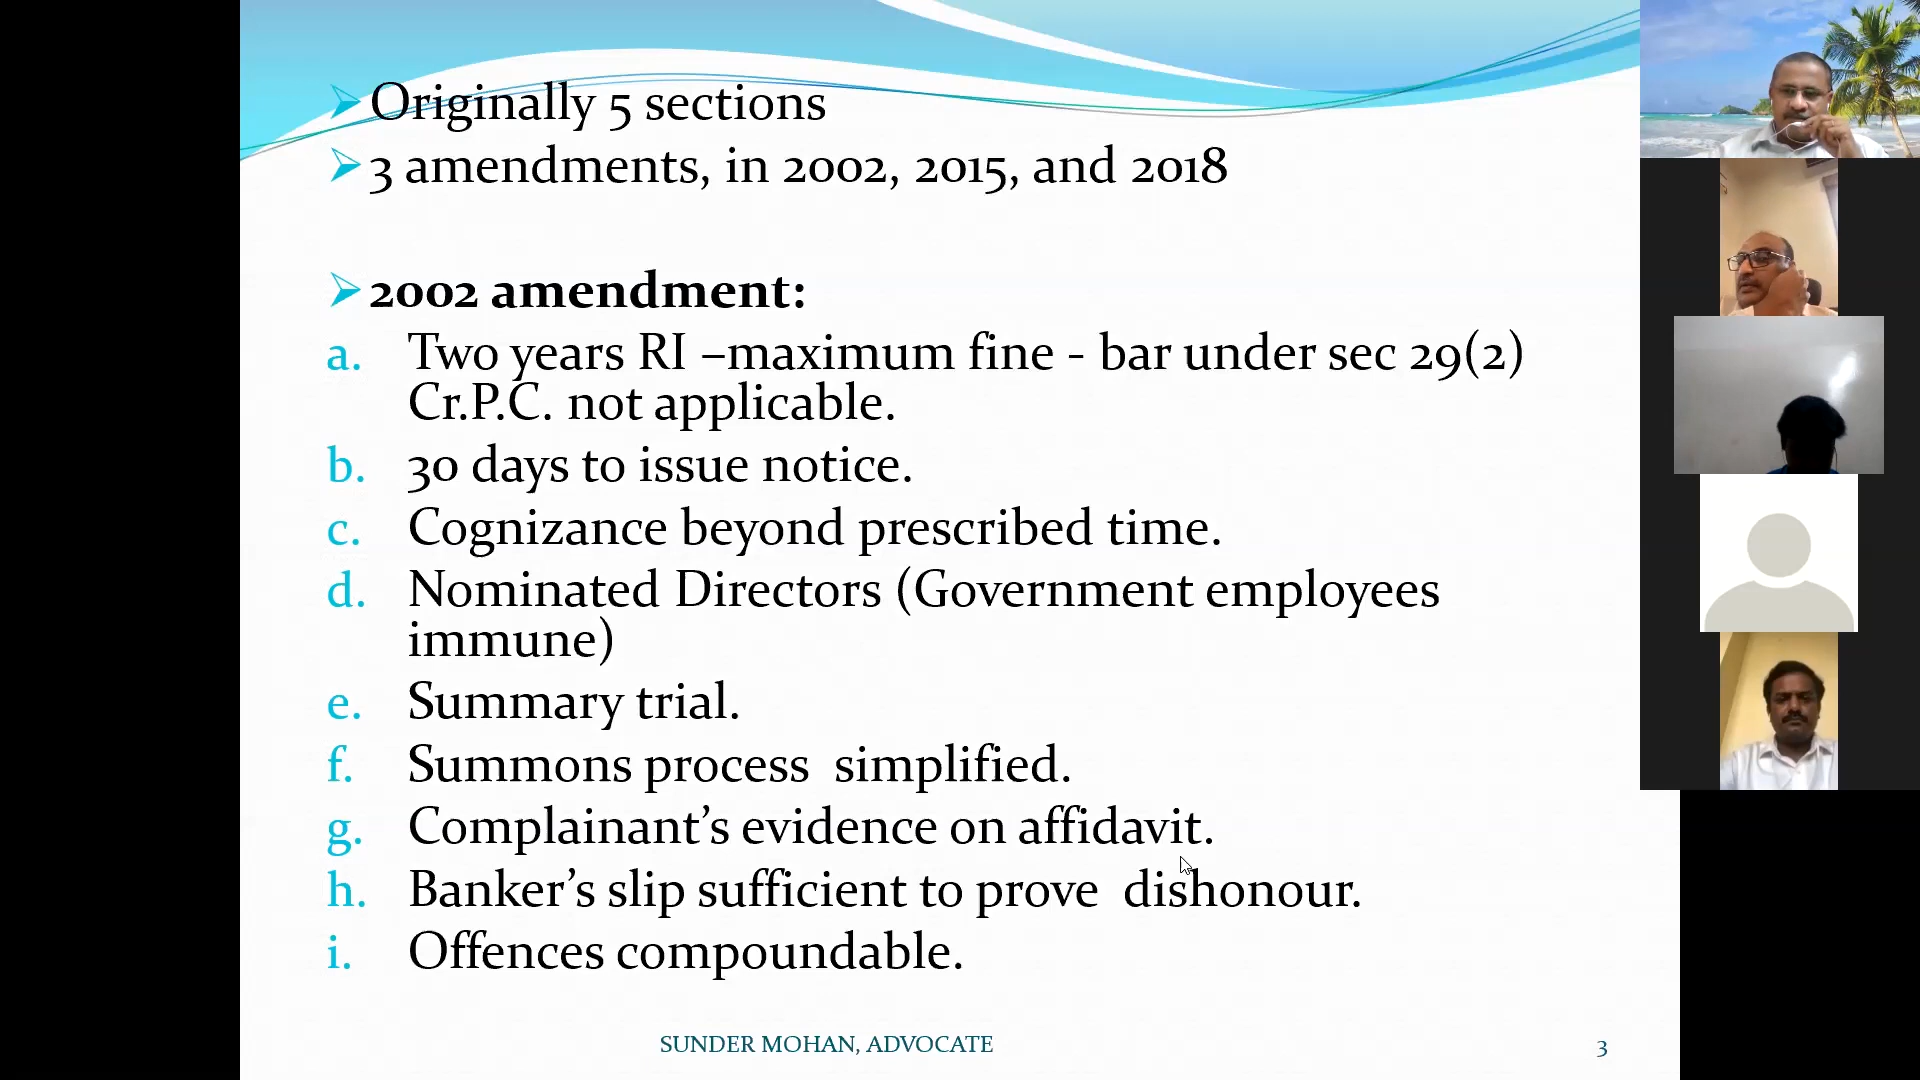 Originally 5 sections
3 amendments, in 2002, 2015, and 2018
2002 amendment:
a. Two years RI –maximum fine - bar under sec 29(2)
Cr.P.C. not applicable.
b. 30 days to issue notice.
c. Cognizance beyond prescribed time.
d. Nominated Directors (Government employees
immune)
e. Summary trial.
f. Summons process  simplified.
g. Complainant’s evidence on affidavit.
h. Banker’s slip sufficient to prove  dishonour.
i. Offences compoundable.
SUNDER MOHAN, ADVOCATE
3